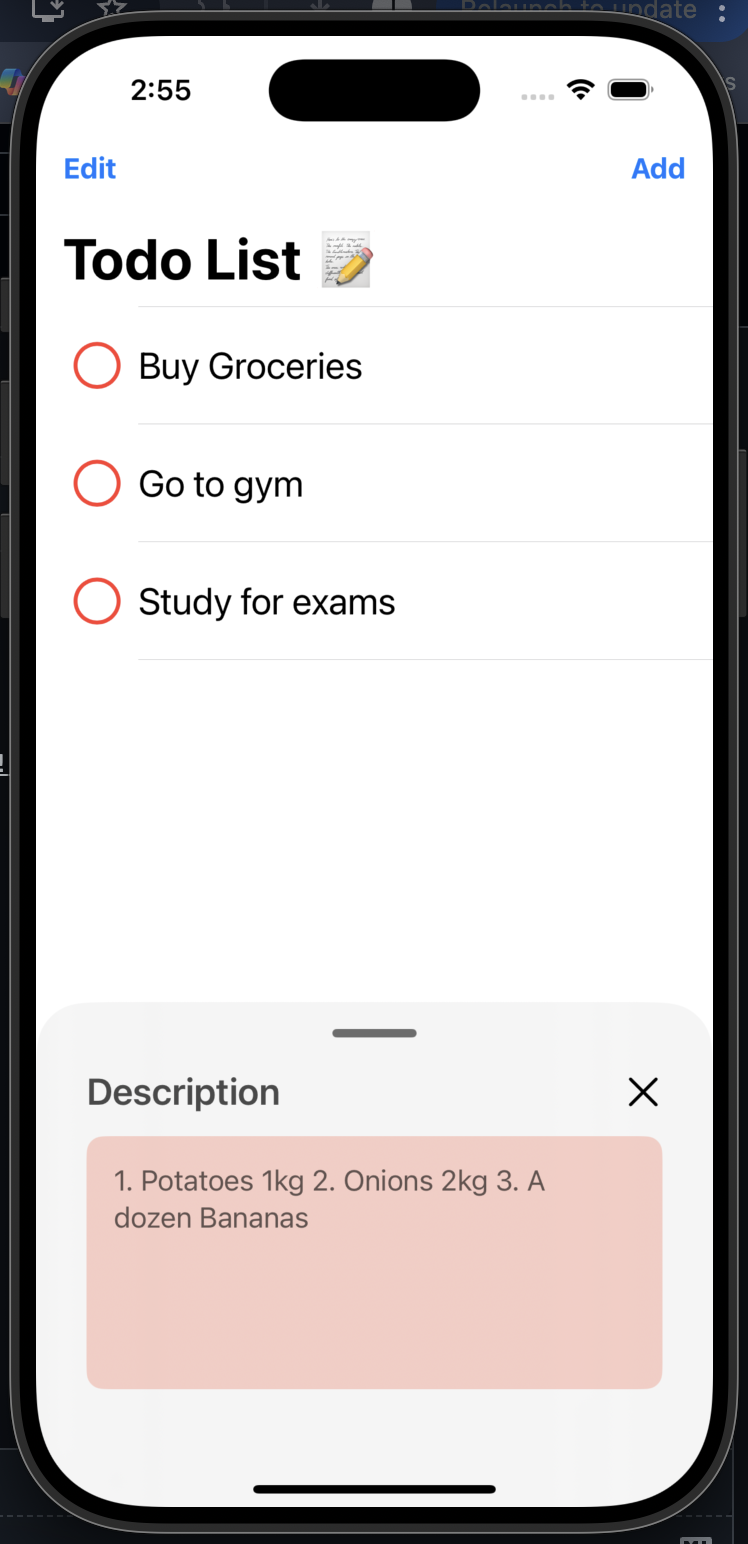 Relaunch to update
2:55
Edit
Add
Todo List 📝
Buy Groceries
Go to gym
Study for exams
Description
1. Potatoes 1kg 2. Onions 2kg 3. A
dozen Bananas